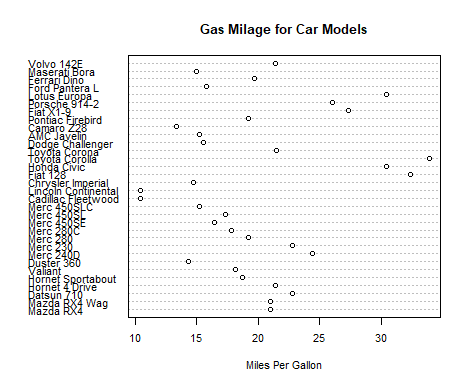 Gas Milage for Car Models
Volvo 142E
Maserati Bora
Ferrari Dino
Ford Pantera L
Lotus Europa
Porsche 914-2
Fiat X1-9
Pontiac Firebird
Camaro Z28
AMC Javelin
Dodge Challenger
Toyota Corona
Toyota Corolla
Honda Civic
Fiat 128
Chrysler Imperial
Lincoln Continental
Cadillac Fleetwood
Merc 450SLC
Merc 450SL
Merc 450SE
Merc 280C
Merc 280
Merc 230
Merc 240D
Duster 360
Valiant
Hornet Sportabout
Hornet 4 Drive
Datsun 710
Mazda RX4 Wag
Mazda RX4
10 15 20 25 30
Miles Per Gallon